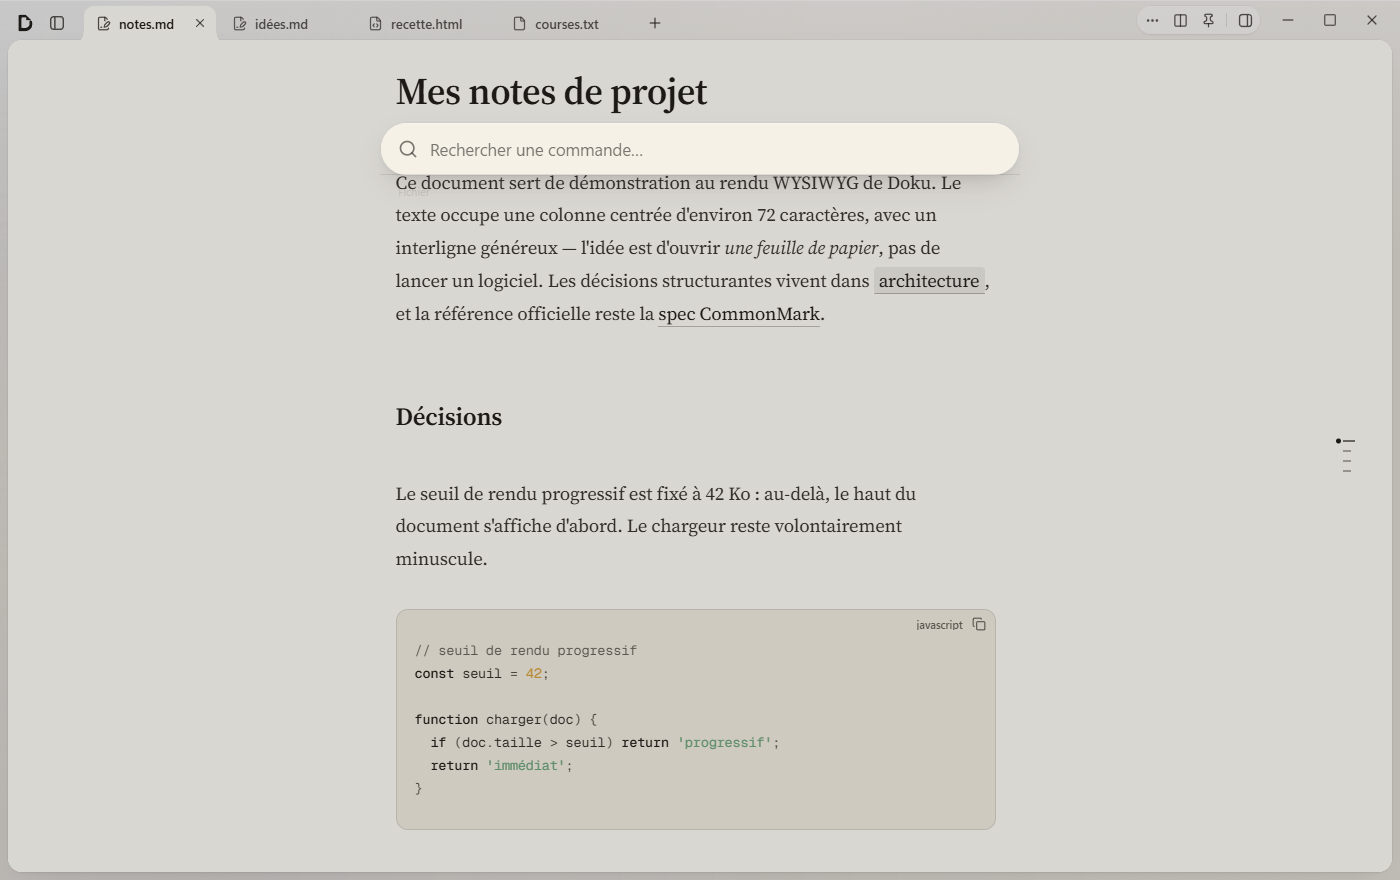 notes.md
idées.md
recette.html
courses.txt
Mes notes de projet
Rechercher une commande...
Fichier
Ce document sert de démonstration au rendu WYSIWYG de Doku. Le
texte occupe une colonne centrée d'environ 72 caractères, avec un
interligne généreux — l'idée est d'ouvrir une feuille de papier, pas de
lancer un logiciel. Les décisions structurantes vivent dans architecture,
et la référence officielle reste la spec CommonMark.
Décisions
Le seuil de rendu progressif est fixé à 42 Ko : au-delà, le haut du
document s'affiche d'abord. Le chargeur reste volontairement
minuscule.
javascript
// seuil de rendu progressif
const seuil = 42;
function charger(doc) {
  if (doc.taille > seuil) return 'progressif';
  return 'immédiat';
}